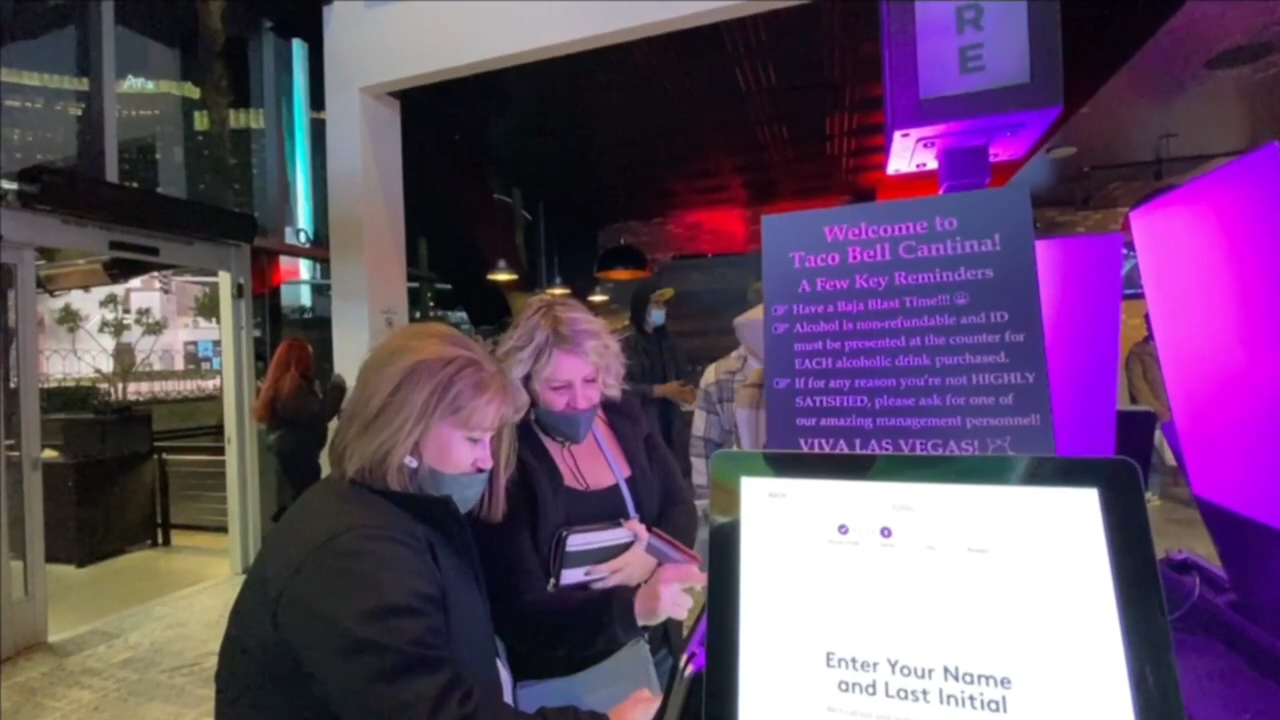 R
E
Welcome to
Taco Bell Cantina!
A Few Key Reminders
☞ Have a Baja Blast Time!!! ☺
☞ Alcohol is non-refundable and ID
must be presented at the counter for
EACH alcoholic drink purchased.
☞ If for any reason you're not HIGHLY
SATISFIED, please ask for one of
our amazing management personnel!
VIVA LAS VEGAS!
BACK
Enter Your Name
and Last Initial